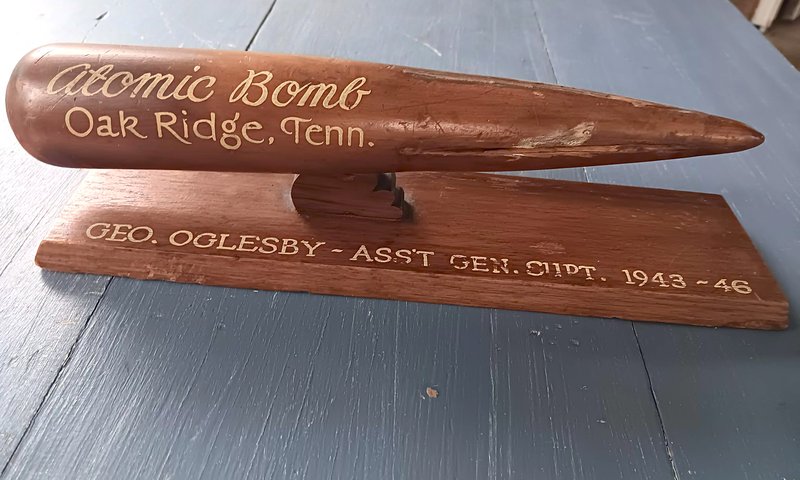 Atomic Bomb
Oak Ridge, Tenn.
GEO. OGLESBY ~ ASS'T GEN. SUPT. 1943 ~ 46